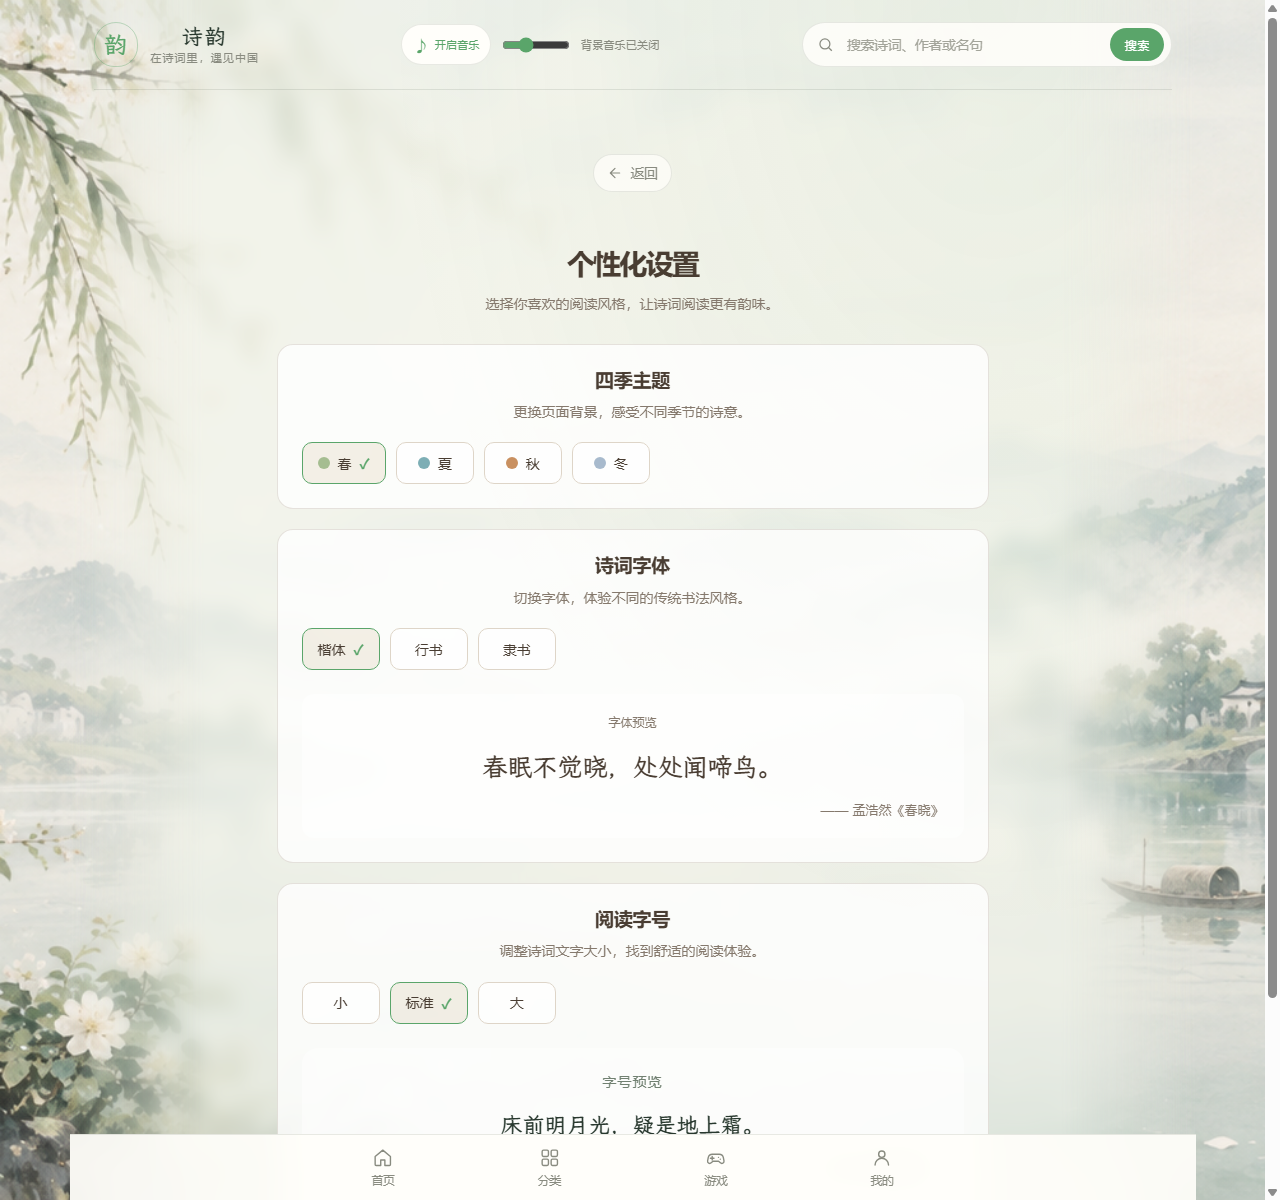 韵
诗韵
在诗词里，遇见中国
♪ 开启音乐
背景音乐已关闭
搜索诗词、作者或名句
搜索
← 返回
个性化设置
选择你喜欢的阅读风格，让诗词阅读更有韵味。
四季主题
更换页面背景，感受不同季节的诗意。
春 ✓ 夏 秋 冬
诗词字体
切换字体，体验不同的传统书法风格。
楷体 ✓ 行书 隶书
字体预览
春眠不觉晓，处处闻啼鸟。
—— 孟浩然《春晓》
阅读字号
调整诗词文字大小，找到舒适的阅读体验。
小 标准 ✓ 大
字号预览
床前明月光，疑是地上霜。
首页 分类 游戏 我的